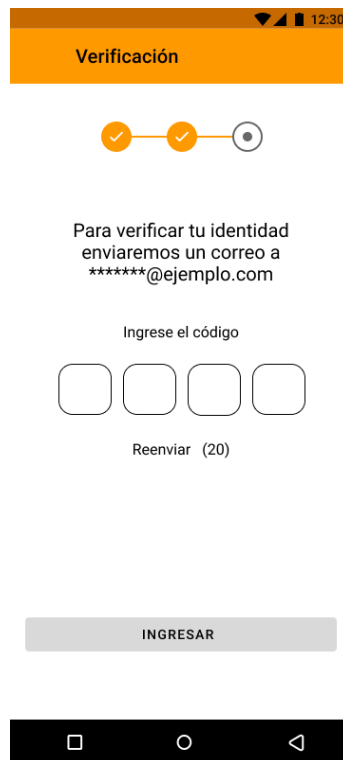 12:30
Verificación
Para verificar tu identidad
enviaremos un correo a
*******@ejemplo.com
Ingrese el código
Reenviar (20)
INGRESAR